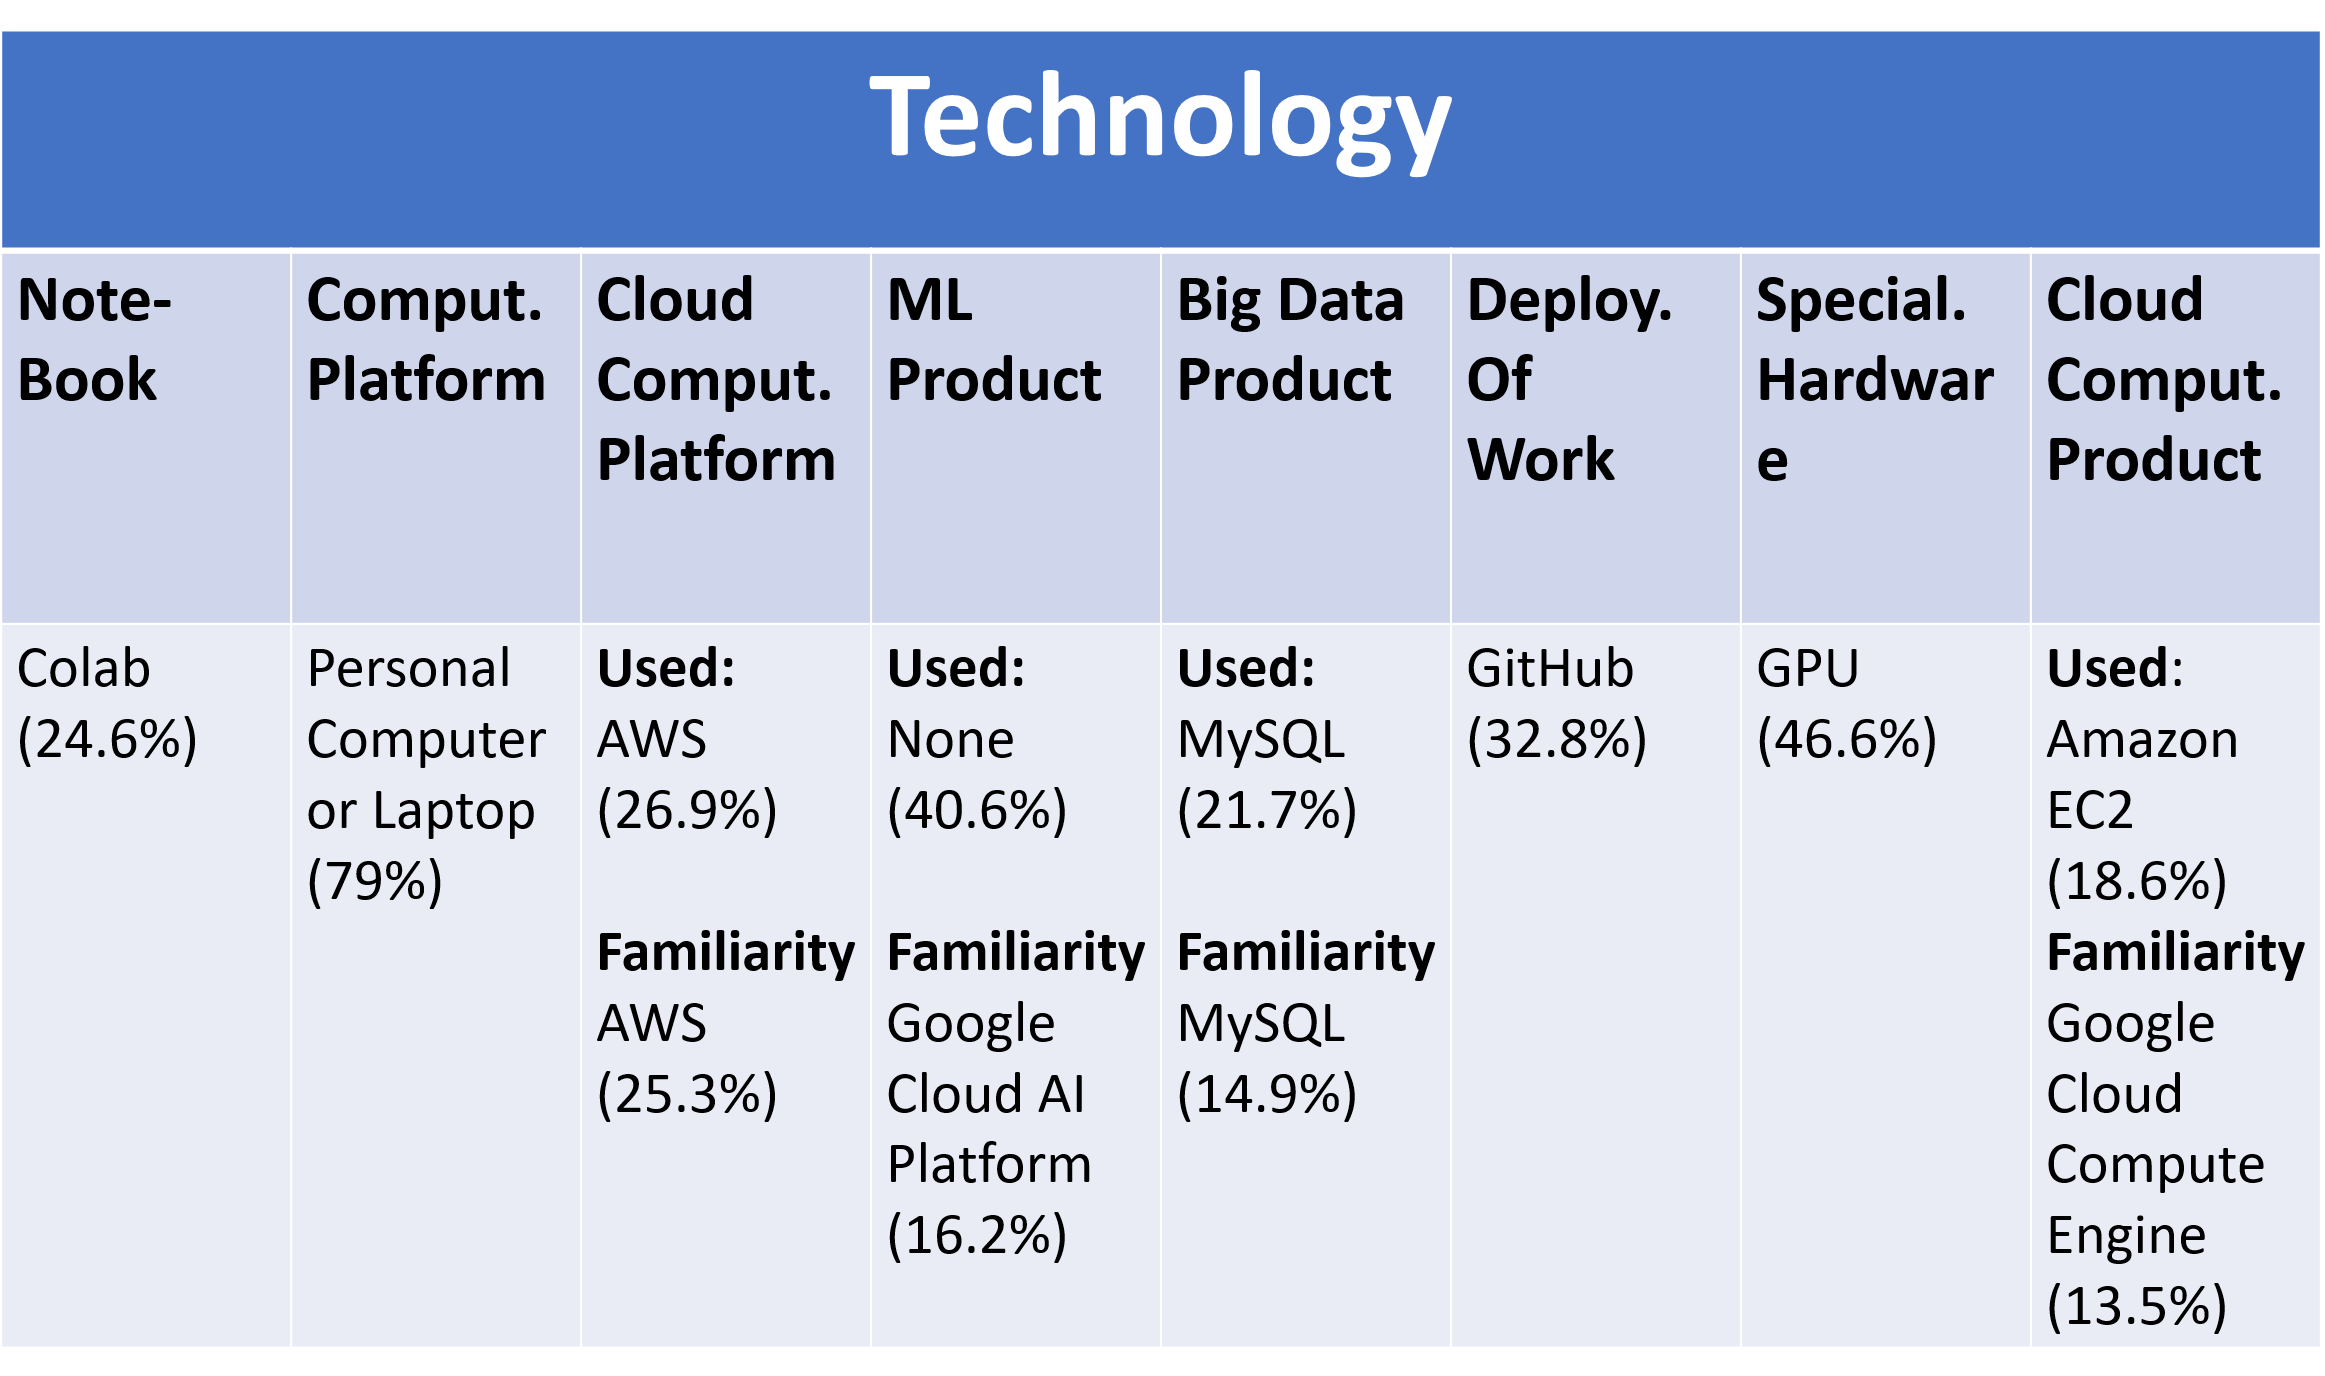 Technology
Note-
Book
Comput.
Platform
Cloud
Comput.
Platform
ML
Product
Big Data
Product
Deploy.
Of
Work
Special.
Hardwar
e
Cloud
Comput.
Product
Colab
(24.6%)
Personal
Computer
or Laptop
(79%)
Used:
AWS
(26.9%)
Familiarity
AWS
(25.3%)
Used:
None
(40.6%)
Familiarity
Google
Cloud AI
Platform
(16.2%)
Used:
MySQL
(21.7%)
Familiarity
MySQL
(14.9%)
GitHub
(32.8%)
GPU
(46.6%)
Used:
Amazon
EC2
(18.6%)
Familiarity
Google
Cloud
Compute
Engine
(13.5%)